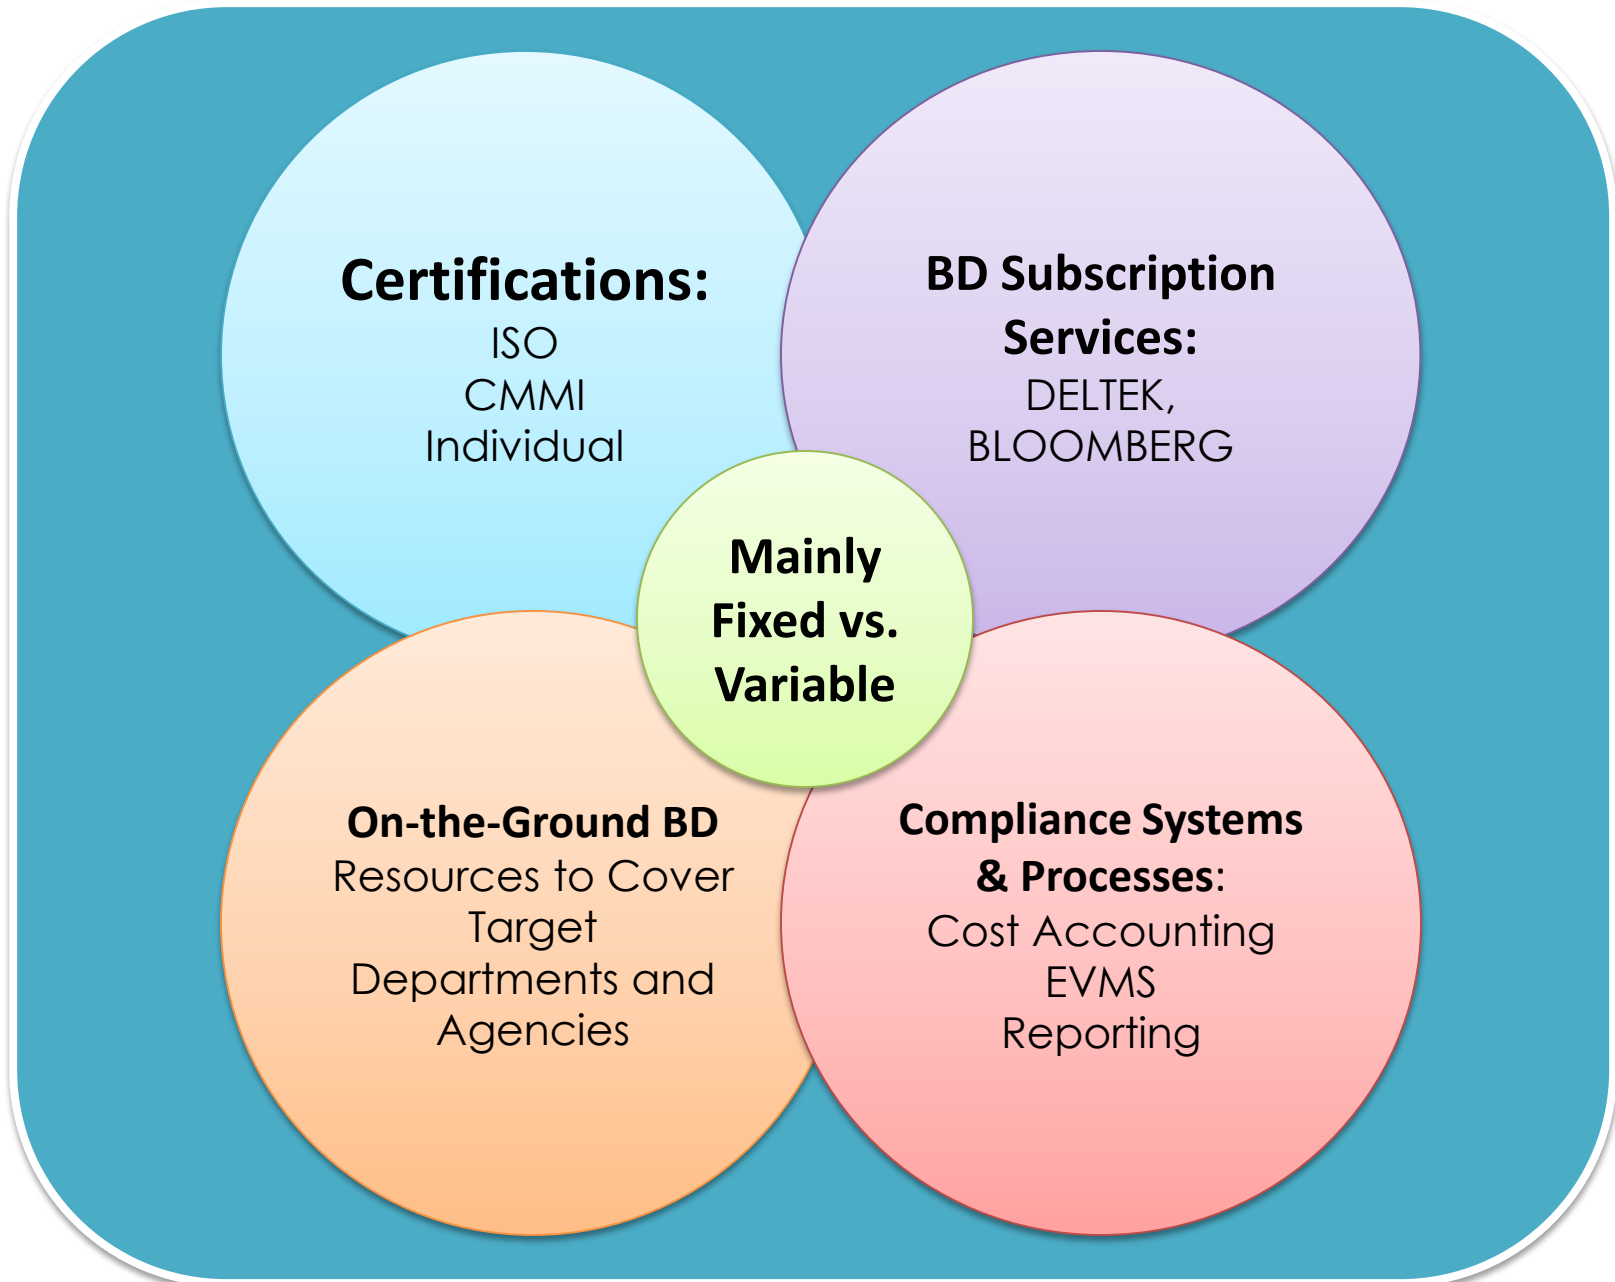 Certifications:
ISO
CMMI
Individual
BD Subscription
Services:
DELTEK,
BLOOMBERG
Mainly
Fixed vs.
Variable
On-the-Ground BD
Resources to Cover
Target
Departments and
Agencies
Compliance Systems
& Processes:
Cost Accounting
EVMS
Reporting